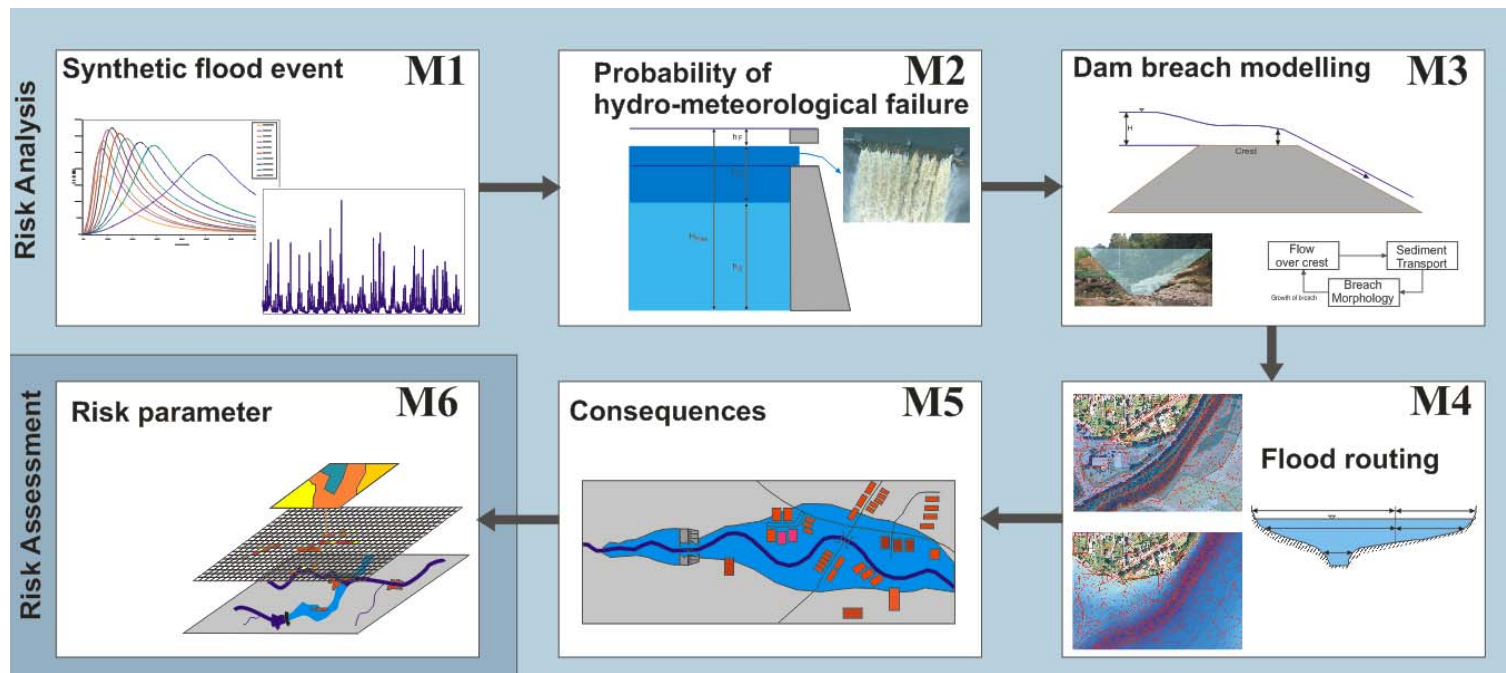 Risk Analysis
Synthetic flood event
M1
Probability of
hydro-meteorological failure
M2
Dam breach modelling
M3
H
Crest
Flow
over crest
Sediment
Transport
Breach
Morphology
Growth of breach
Risk Assessment
Risk parameter
M6
Consequences
M5
M4
Flood routing